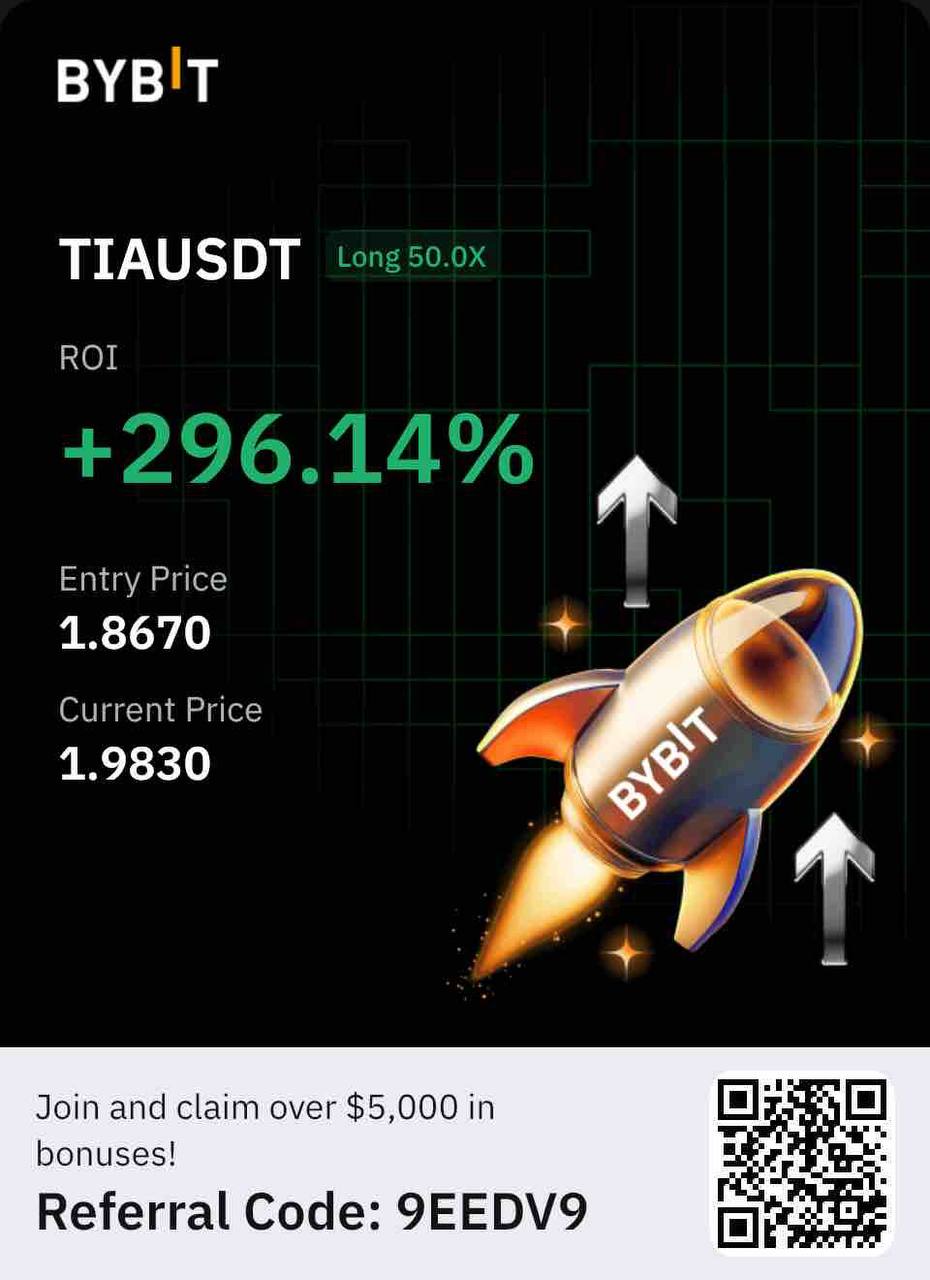 BYBIT
TIAUSDT Long 50.0X
ROI
+296.14%
Entry Price
1.8670
Current Price
1.9830
BYBIT
Join and claim over $5,000 in
bonuses!
Referral Code: 9EEDV9